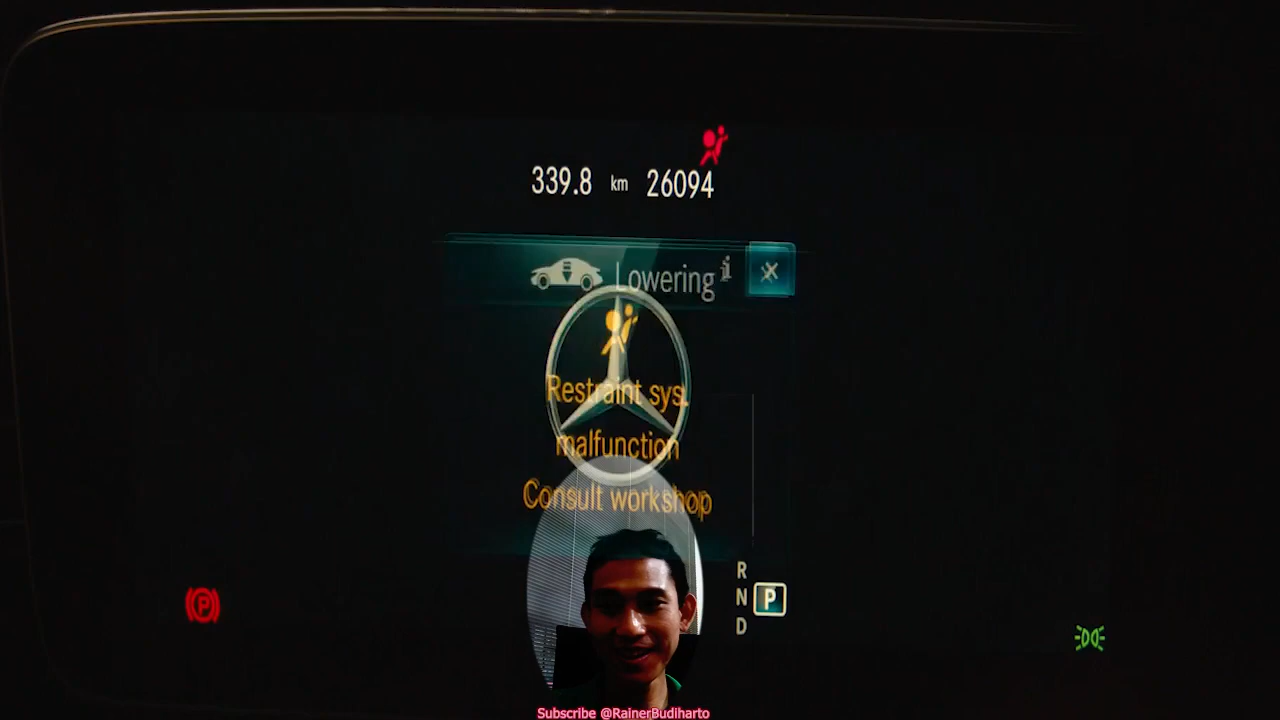 339.8 km 26094
Lowering
Restraint sys.
malfunction
Consult workshop
R
N P
D
P
Subscribe @RainerBudiharto